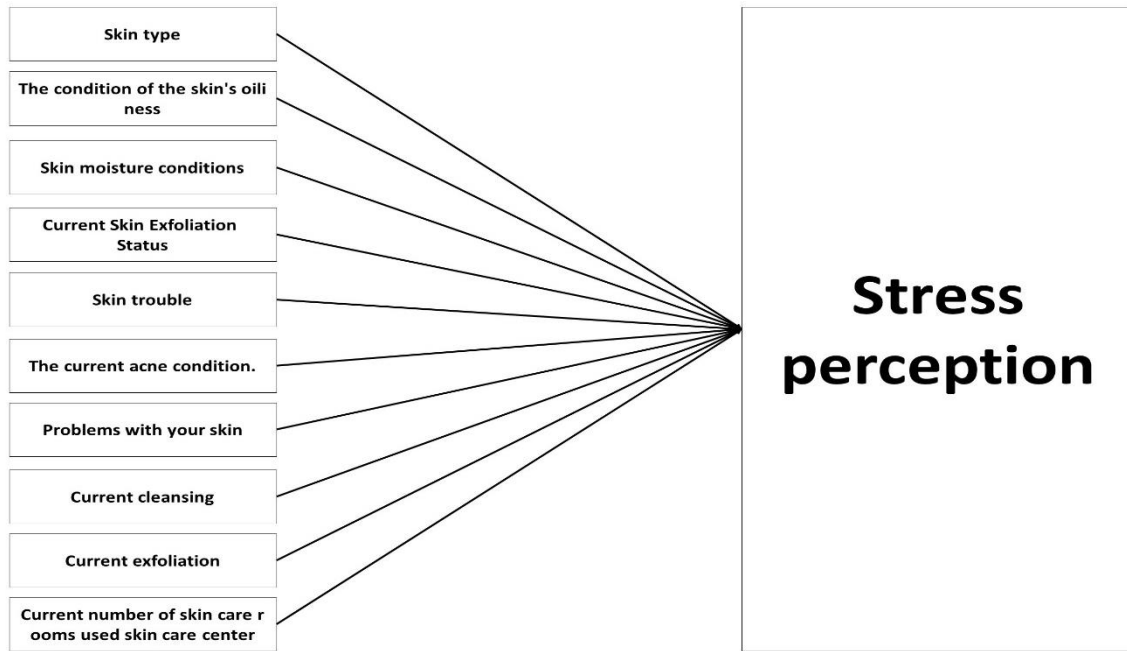 Skin type
The condition of the skin's oili
ness
Skin moisture conditions
Current Skin Exfoliation
Status
Skin trouble
The current acne condition.
Problems with your skin
Current cleansing
Current exfoliation
Current number of skin care r
ooms used skin care center
Stress
perception